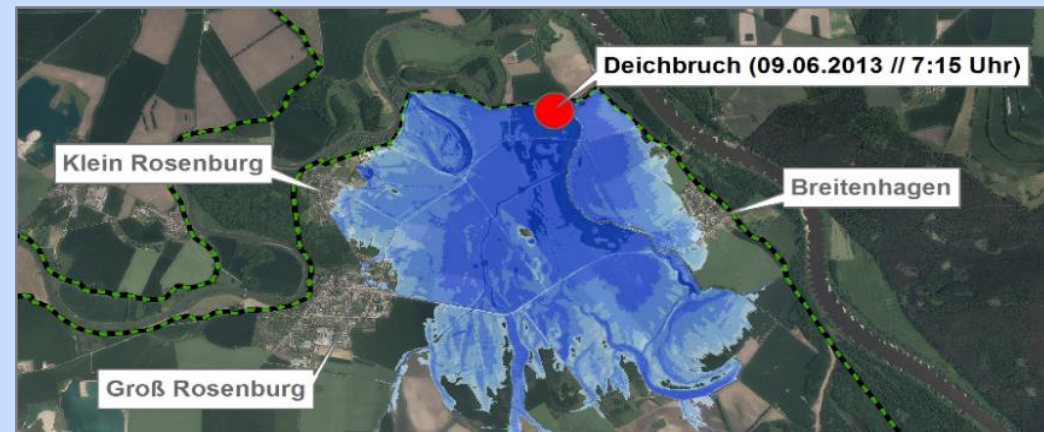 Deichbruch (09.06.2013 // 7:15 Uhr)
Klein Rosenburg
Breitenhagen
Groß Rosenburg